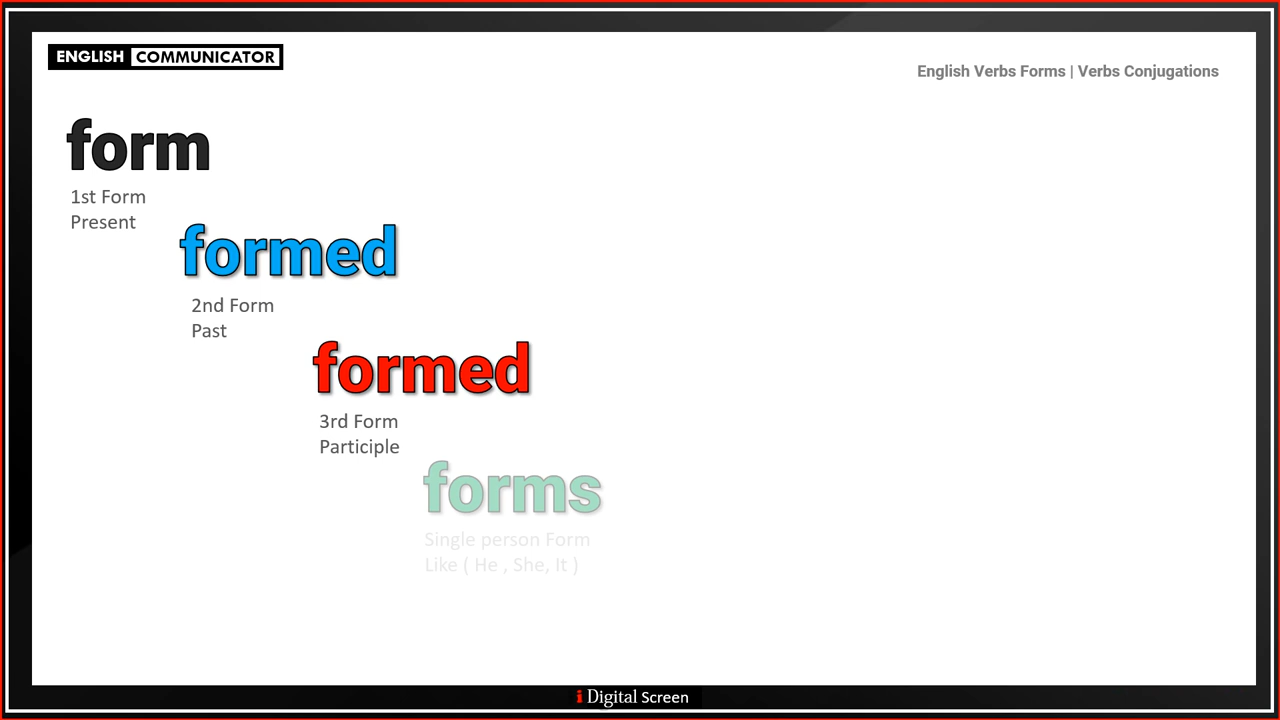 ENGLISH COMMUNICATOR
English Verbs Forms | Verbs Conjugations
form
1st Form
Present
formed
2nd Form
Past
formed
3rd Form
Participle
forms
Single person Form
Like ( He , She, It )
i Digital Screen